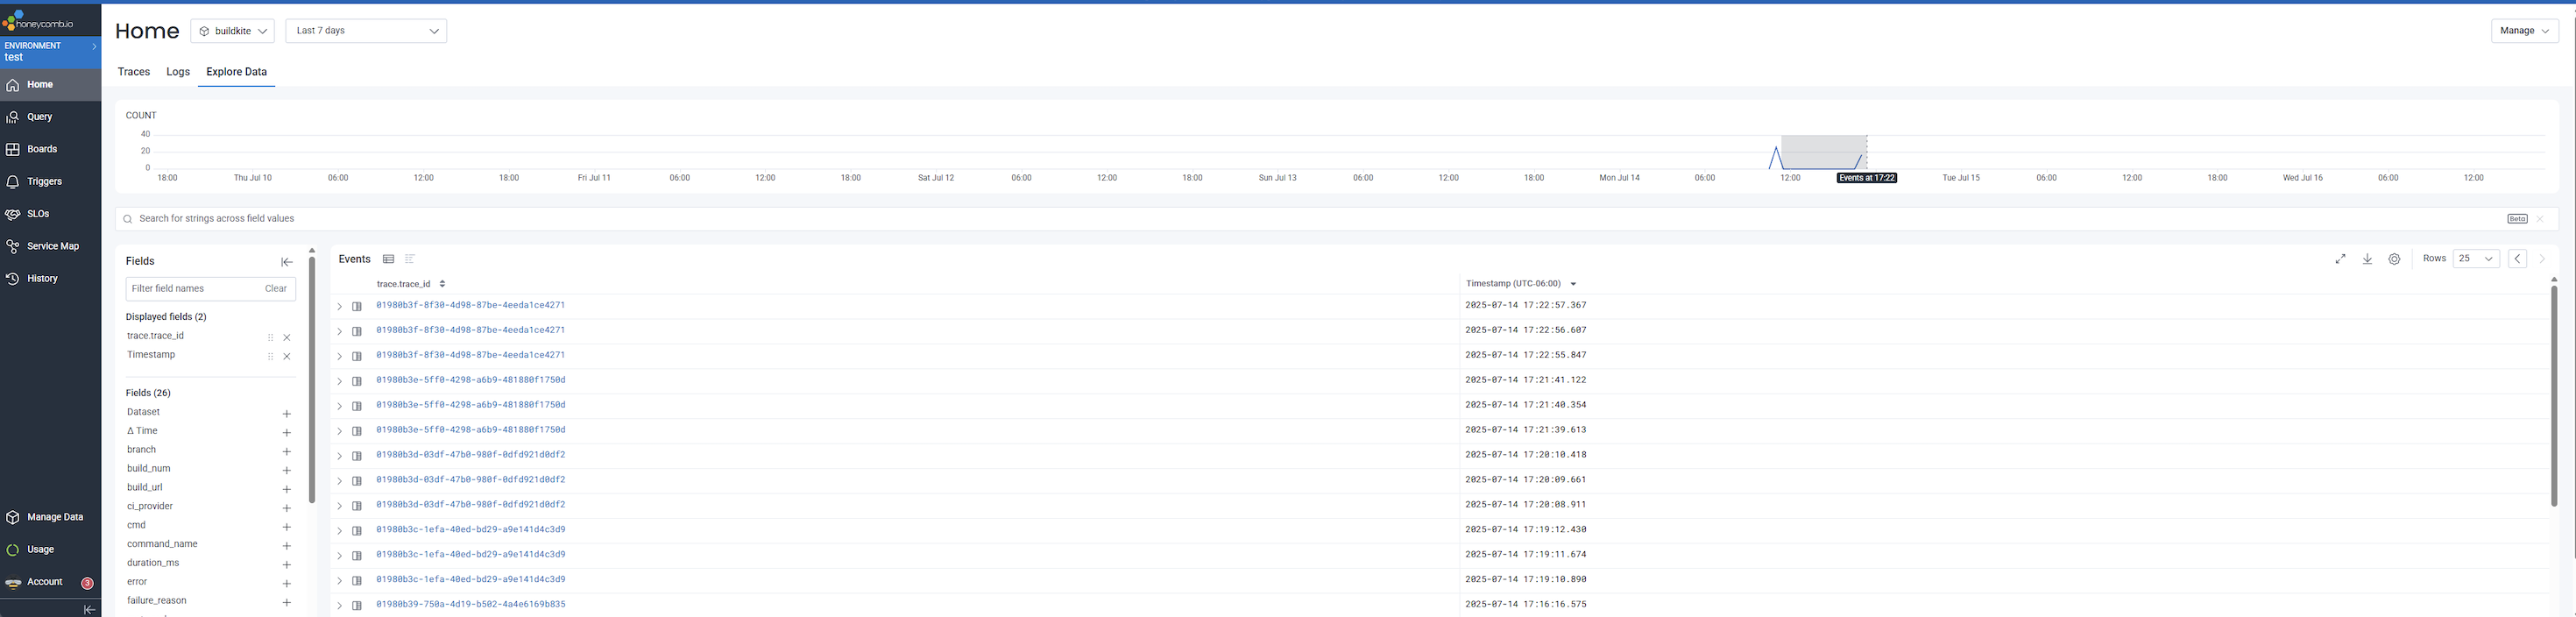 honeycomb.io
ENVIRONMENT
test
Home
Query
Boards
Triggers
SLOs
Service Map
History
Manage Data
Usage
Account 3
Home buildkite Last 7 days Manage
Traces Logs Explore Data
COUNT
40
20
0
18:00 Thu Jul 10 06:00 12:00 18:00 Fri Jul 11 06:00 12:00 18:00 Sat Jul 12 06:00 12:00 18:00 Sun Jul 13 06:00 12:00 18:00 Mon Jul 14 06:00 12:00 Events at 17:22 Tue Jul 15 06:00 12:00 18:00 Wed Jul 16 06:00 12:00
Search for strings across field values Beta
Fields
Filter field names Clear
Displayed fields (2)
trace.trace_id
Timestamp
Fields (26)
Dataset
Δ Time
branch
build_num
build_url
ci_provider
cmd
command_name
duration_ms
error
failure_reason
Events Rows 25
trace.trace_id Timestamp (UTC-06:00)
01980b3f-8f30-4d98-87be-4eeda1ce4271 2025-07-14 17:22:57.367
01980b3f-8f30-4d98-87be-4eeda1ce4271 2025-07-14 17:22:56.607
01980b3f-8f30-4d98-87be-4eeda1ce4271 2025-07-14 17:22:55.847
01980b3e-5ff0-4298-a6b9-481880f1750d 2025-07-14 17:21:41.122
01980b3e-5ff0-4298-a6b9-481880f1750d 2025-07-14 17:21:40.354
01980b3e-5ff0-4298-a6b9-481880f1750d 2025-07-14 17:21:39.613
01980b3d-03df-47b0-980f-0dfd921d0df2 2025-07-14 17:20:10.418
01980b3d-03df-47b0-980f-0dfd921d0df2 2025-07-14 17:20:09.661
01980b3d-03df-47b0-980f-0dfd921d0df2 2025-07-14 17:20:08.911
01980b3c-1efa-40ed-bd29-a9e141d4c3d9 2025-07-14 17:19:12.430
01980b3c-1efa-40ed-bd29-a9e141d4c3d9 2025-07-14 17:19:11.674
01980b3c-1efa-40ed-bd29-a9e141d4c3d9 2025-07-14 17:19:10.890
01980b39-750a-4d19-b502-4a4e6169b835 2025-07-14 17:16:16.575